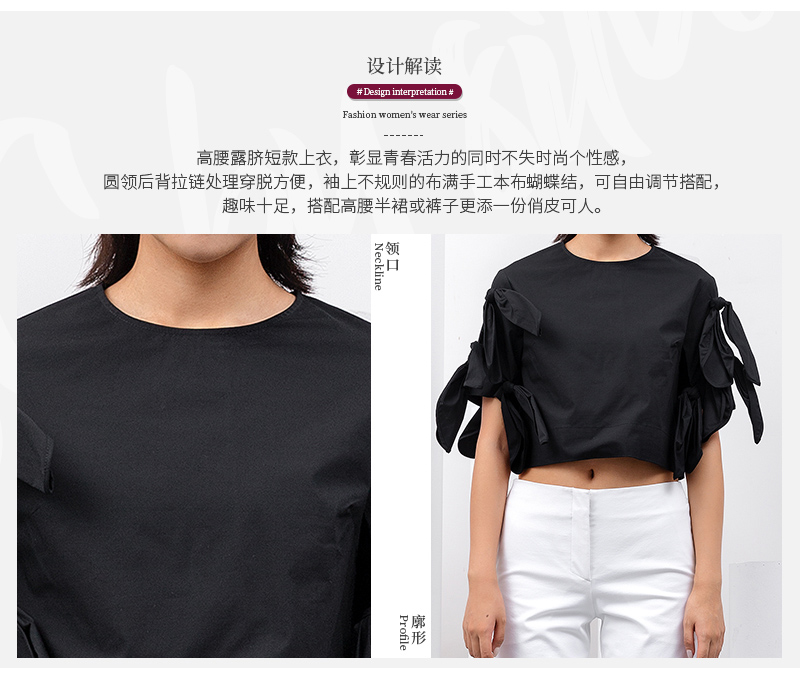 设计解读
#Design interpretation#
Fashion women's wear series
高腰露脐短款上衣，彰显青春活力的同时不失时尚个性感，
圆领后背拉链处理穿脱方便，袖上不规则的布满手工本布蝴蝶结，可自由调节搭配，
趣味十足，搭配高腰半裙或裤子更添一份俏皮可人。
领口
Neckline
廓形
Profile